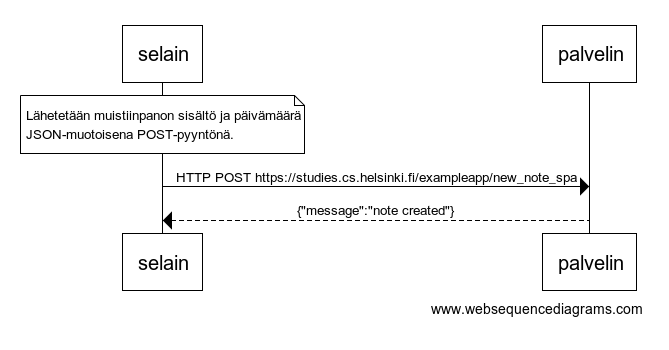 selain
palvelin
Lähetetään muistiinpanon sisältö ja päivämäärä
JSON-muotoisena POST-pyyntönä.
HTTP POST https://studies.cs.helsinki.fi/exampleapp/new_note_spa
{"message":"note created"}
selain
palvelin
www.websequencediagrams.com